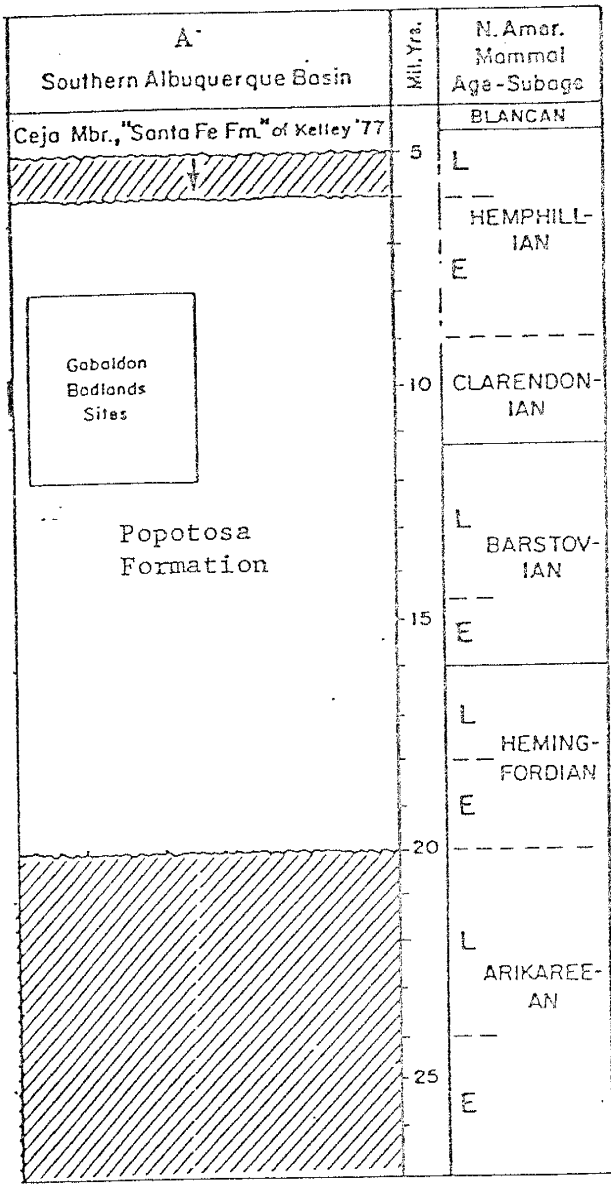 A
Southern Albuquerque Basin
Mil. Yrs.
N. Amer.
Mammal
Age-Subage
Ceja Mbr., "Santa Fe Fm." of Kelley '77
BLANCAN
5
L
HEMPHILL-
IAN
E
Gabaldon
Badlands
Sites
10
CLARENDON-
IAN
Popotosa
Formation
L
BARSTOV-
IAN
15
E
L
HEMING-
FORDIAN
E
20
L
ARIKAREE-
AN
25
E